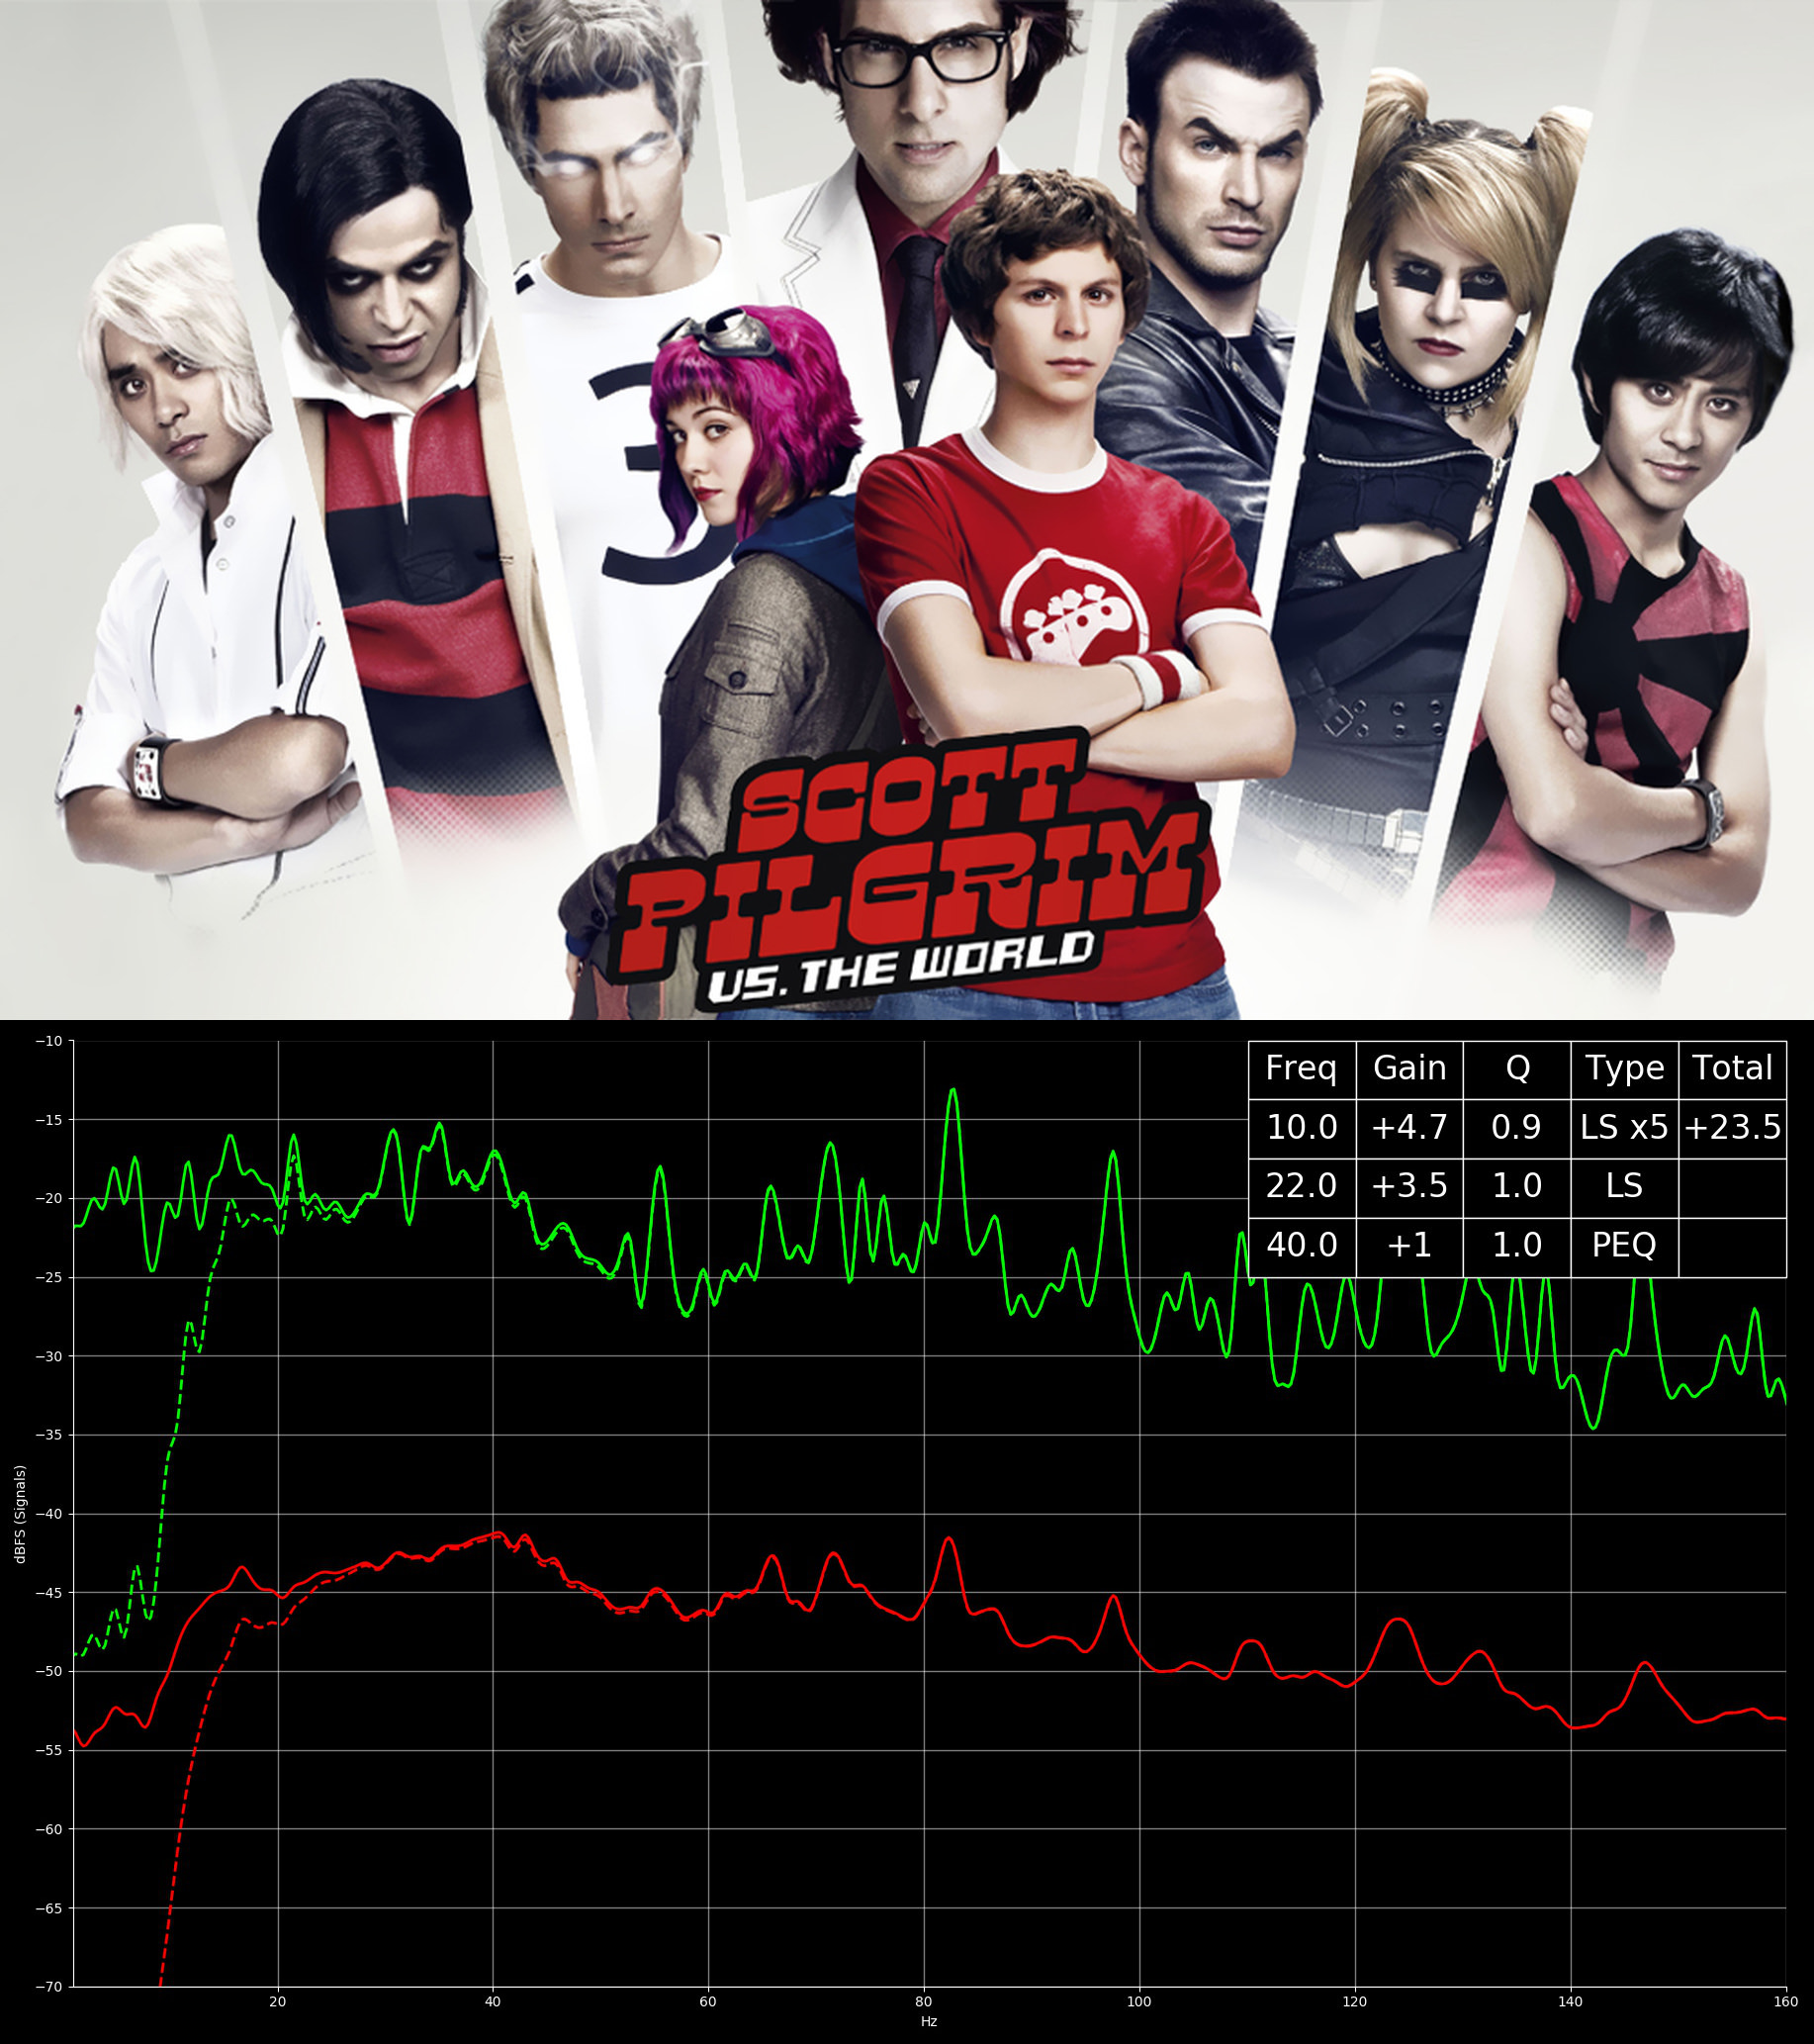 3
SCOTT
PILGRIM
VS. THE WORLD
Freq Gain Q Type Total
10.0 +4.7 0.9 LS x5 +23.5
22.0 +3.5 1.0 LS
40.0 +1 1.0 PEQ
−10
−15
−20
−25
−30
−35
−40
−45
−50
−55
−60
−65
−70
dBFS (Signals)
20 40 60 80 100 120 140 160
Hz